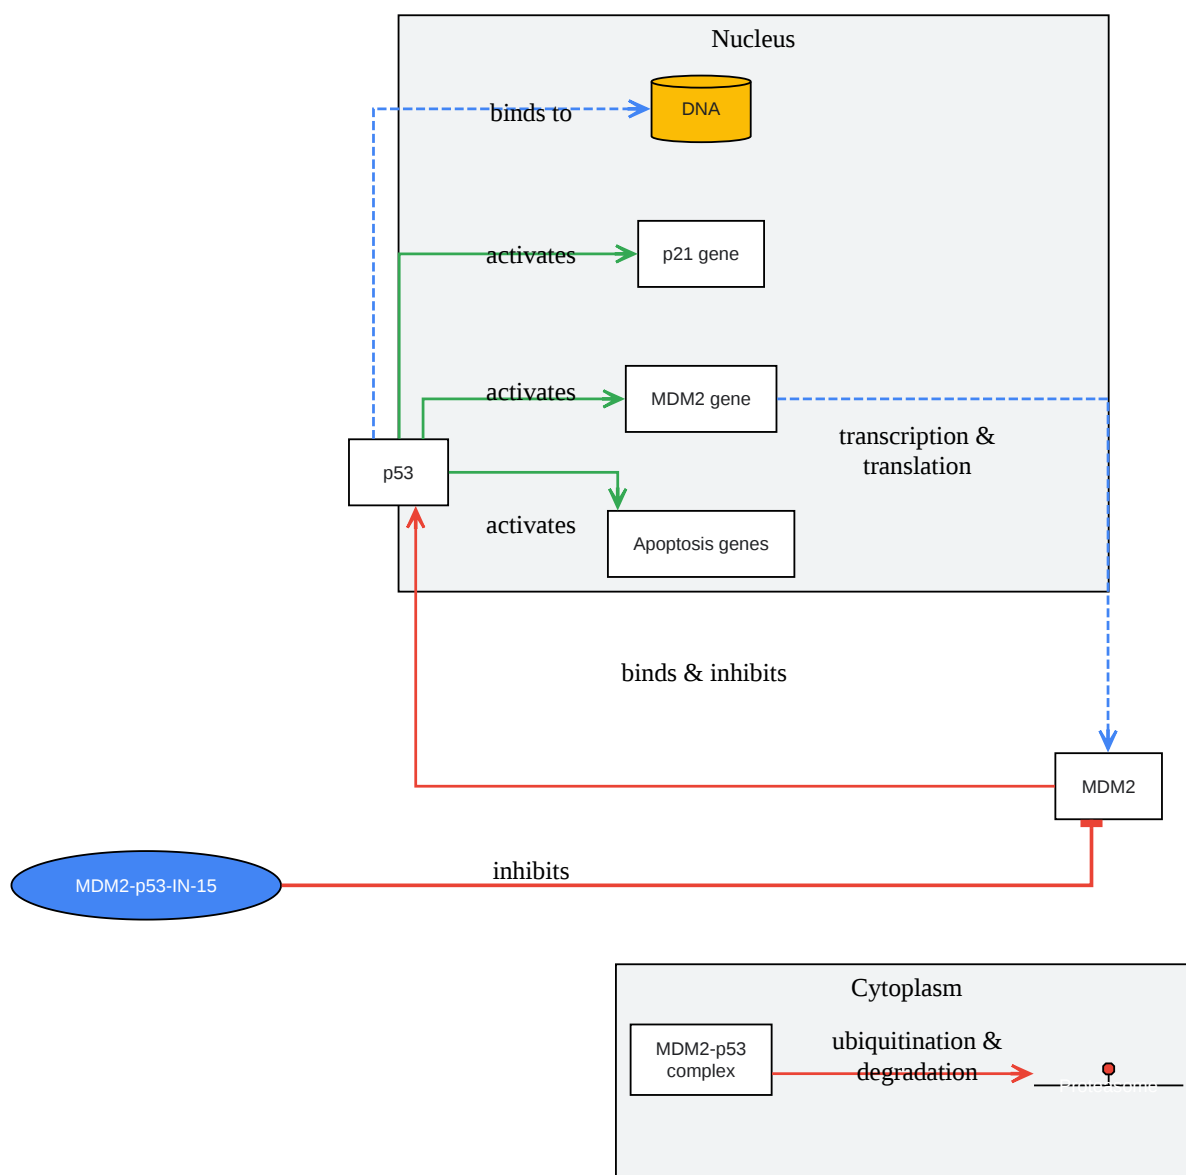 Nucleus
DNA
binds to
p21 gene
activates
MDM2 gene
activates
transcription &
translation
p53
activates
Apoptosis genes
binds & inhibits
MDM2
inhibits
MDM2-p53-IN-15
Cytoplasm
MDM2-p53
complex
ubiquitination &
degradation
Proteasome